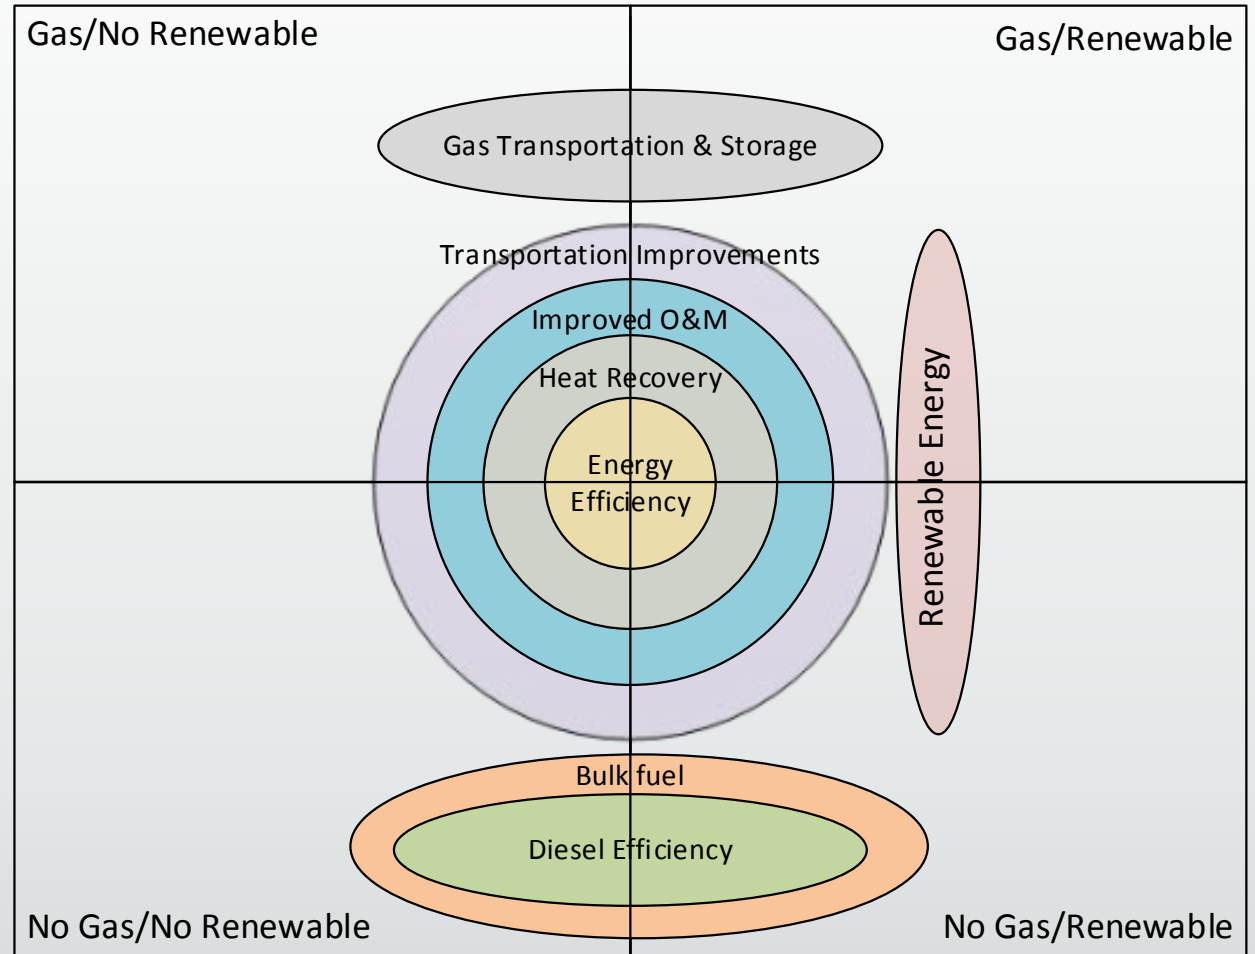 Gas/No Renewable
Gas/Renewable
Gas Transportation & Storage
Transportation Improvements
Improved O&M
Heat Recovery
Energy
Efficiency
Renewable Energy
Bulk fuel
Diesel Efficiency
No Gas/No Renewable
No Gas/Renewable